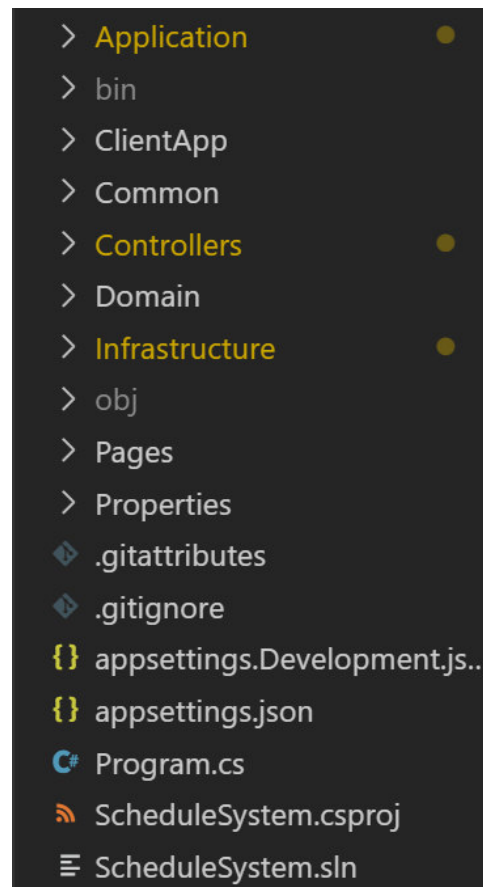 Application
bin
ClientApp
Common
Controllers
Domain
Infrastructure
obj
Pages
Properties
.gitattributes
.gitignore
appsettings.Development.js..
appsettings.json
Program.cs
ScheduleSystem.csproj
ScheduleSystem.sln